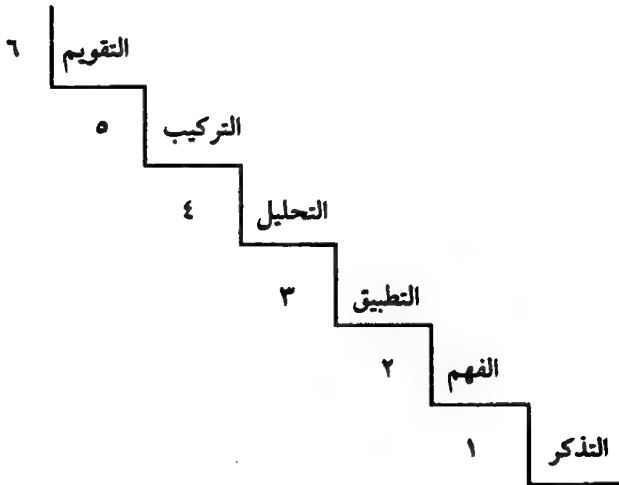 التقويم ٦
التركيب ٥
التحليل ٤
التطبيق ٣
الفهم ٢
التذكر ١